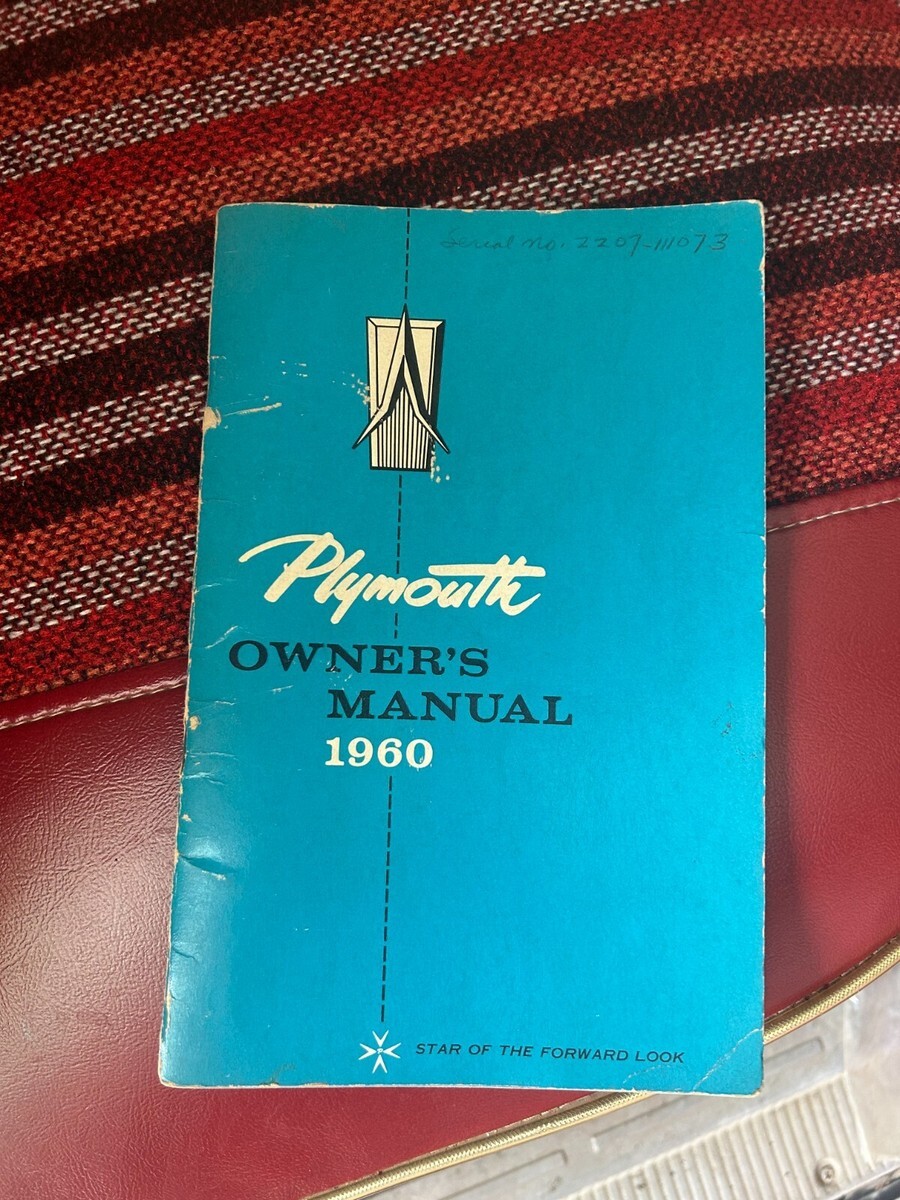 Serial No. 2207-111073
Plymouth
OWNER'S
MANUAL
1960
STAR OF THE FORWARD LOOK